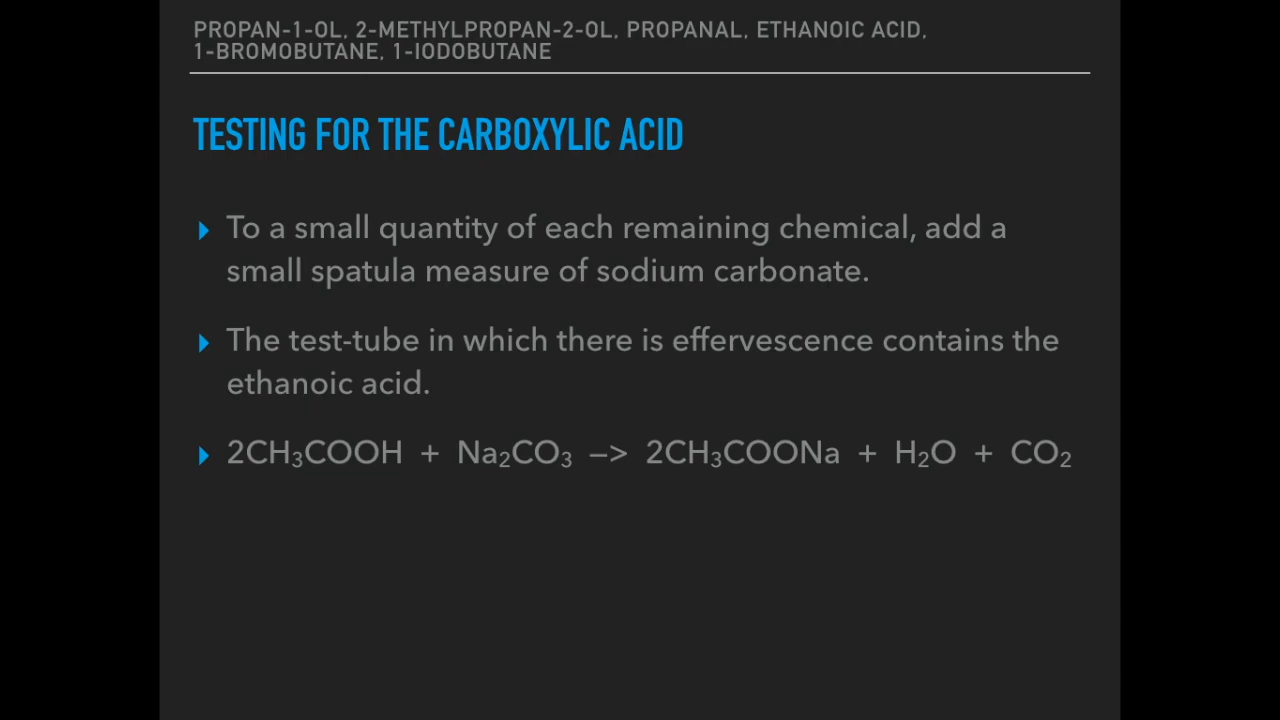 PROPAN-1-OL, 2-METHYLPROPAN-2-OL, PROPANAL, ETHANOIC ACID,
1-BROMOBUTANE, 1-IODOBUTANE
TESTING FOR THE CARBOXYLIC ACID
To a small quantity of each remaining chemical, add a
small spatula measure of sodium carbonate.
The test-tube in which there is effervescence contains the
ethanoic acid.
2CH₃COOH + Na₂CO₃ –> 2CH₃COONa + H₂O + CO₂